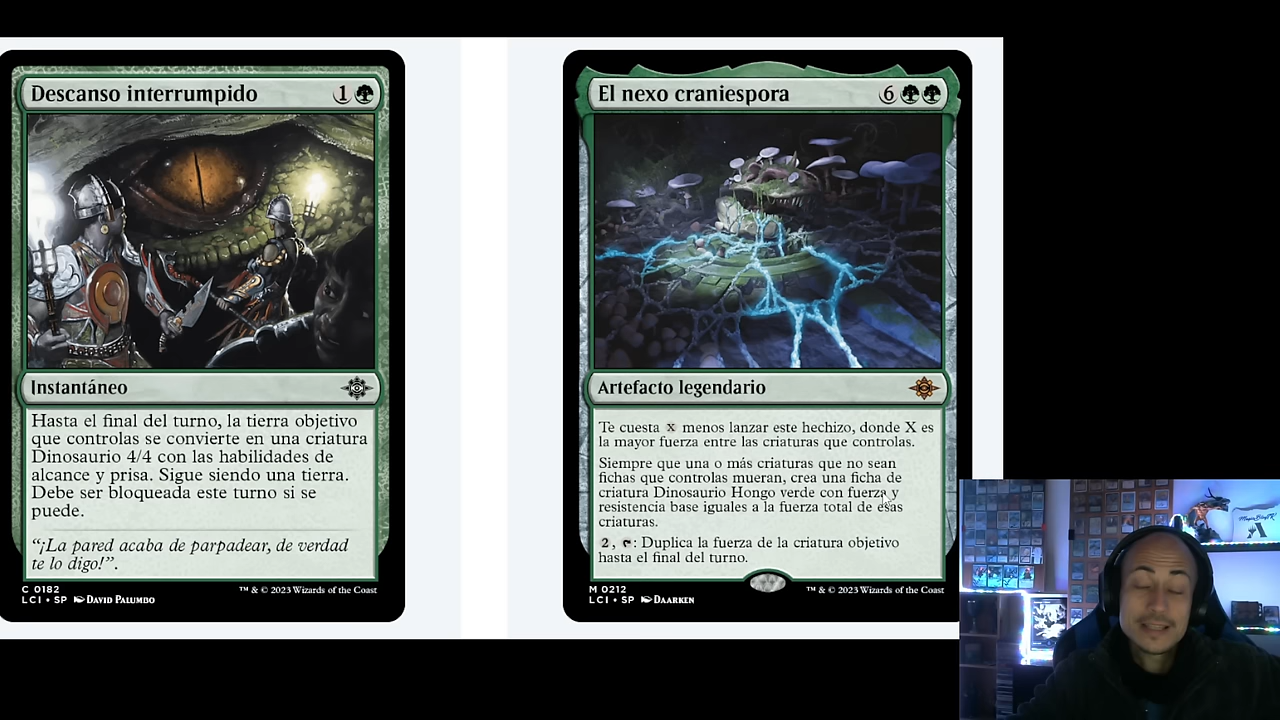 Descanso interrumpido 1
Instantáneo
Hasta el final del turno, la tierra objetivo
que controlas se convierte en una criatura
Dinosaurio 4/4 con las habilidades de
alcance y prisa. Sigue siendo una tierra.
Debe ser bloqueada este turno si se
puede.
“¡La pared acaba de parpadear, de verdad
te lo digo!”.
C 0182
LCI • SP David Palumbo
™ & © 2023 Wizards of the Coast
El nexo craniespora 6
Artefacto legendario
Te cuesta X menos lanzar este hechizo, donde X es
la mayor fuerza entre las criaturas que controlas.
Siempre que una o más criaturas que no sean
fichas que controlas mueran, crea una ficha de
criatura Dinosaurio Hongo verde con fuerza y
resistencia base iguales a la fuerza total de esas
criaturas.
2, : Duplica la fuerza de la criatura objetivo
hasta el final del turno.
M 0212
LCI • SP Daarken
™ & © 2023 Wizards of the Coast